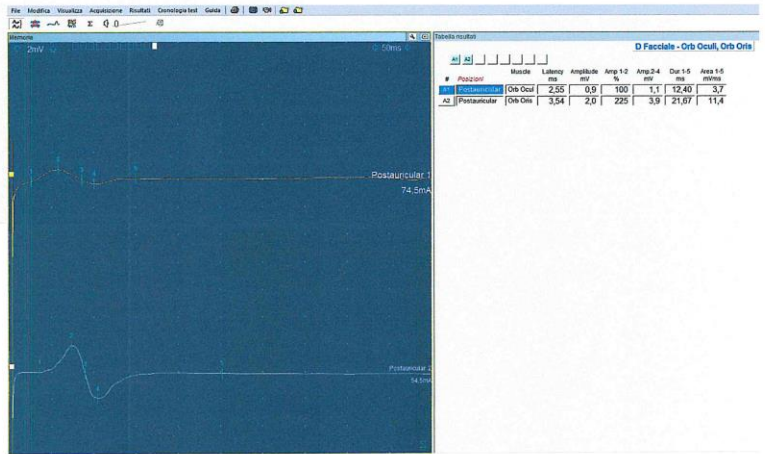 File Modifica Visualizza Acquisizione Risultati Cronologia test Guida
Memorie
2mV
50ms
Postauricular 1
74,5mA
Postauricular 2
54,5mA
Tabella risultati
D Facciale - Orb Oculi, Orb Oris
A1 A2
# Posizioni Muscle Latency ms Amplitude mV Amp 1-2 % Amp.2-4 mV Dur.1-5 ms Area 1-5 mVms
A1 Postauricular Orb Ocul 2,55 0,9 100 1,1 12,40 3,7
A2 Postauricular Orb Oris 3,54 2,0 225 3,9 21,67 11,4